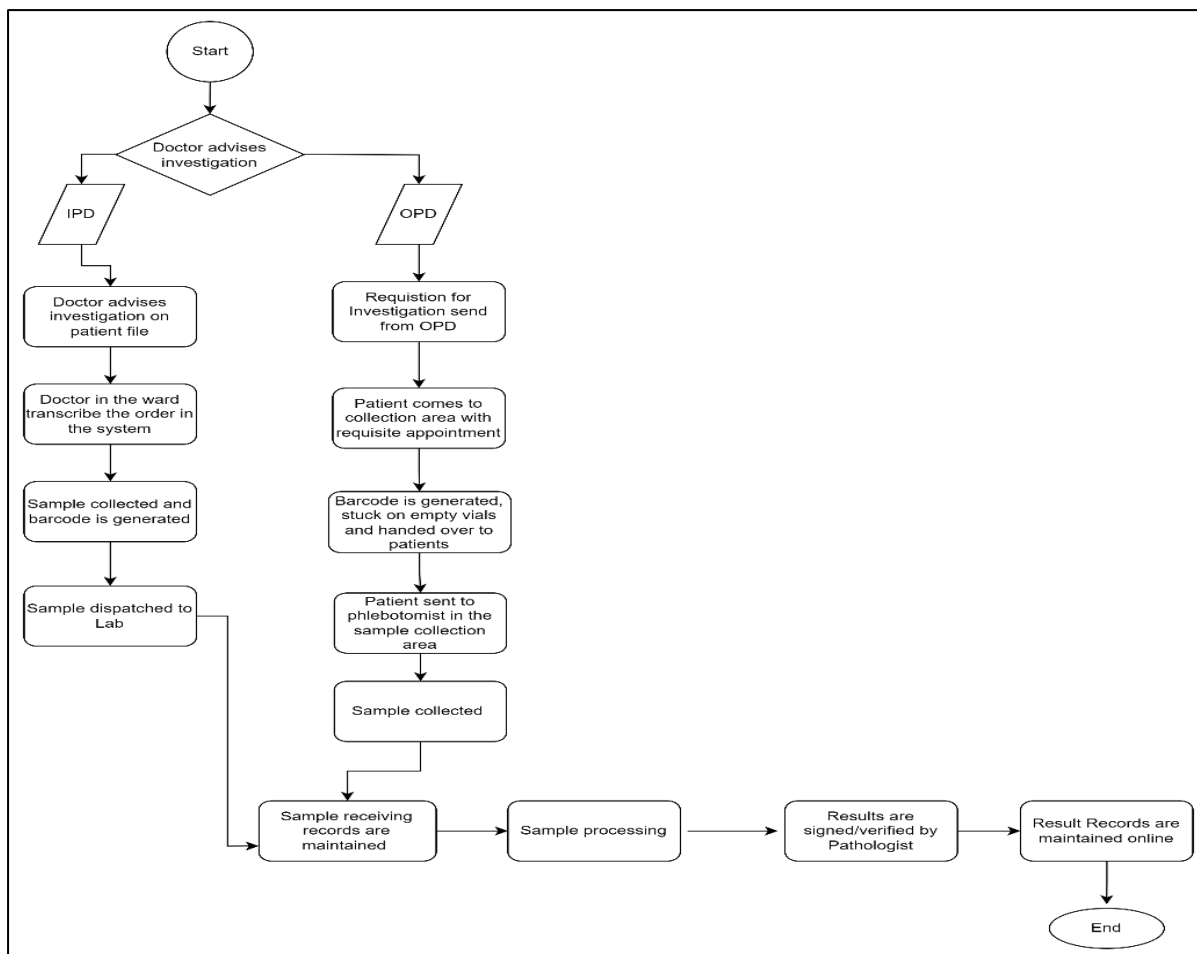 Start
Doctor advises
investigation
IPD
OPD
Doctor advises
investigation on
patient file
Doctor in the ward
transcribe the order in
the system
Sample collected and
barcode is generated
Sample dispatched to
Lab
Requistion for
Investigation send
from OPD
Patient comes to
collection area with
requisite appointment
Barcode is generated,
stuck on empty vials
and handed over to
patients
Patient sent to
phlebotomist in the
sample collection
area
Sample collected
Sample receiving
records are
maintained
Sample processing
Results are
signed/verified by
Pathologist
Result Records are
maintained online
End